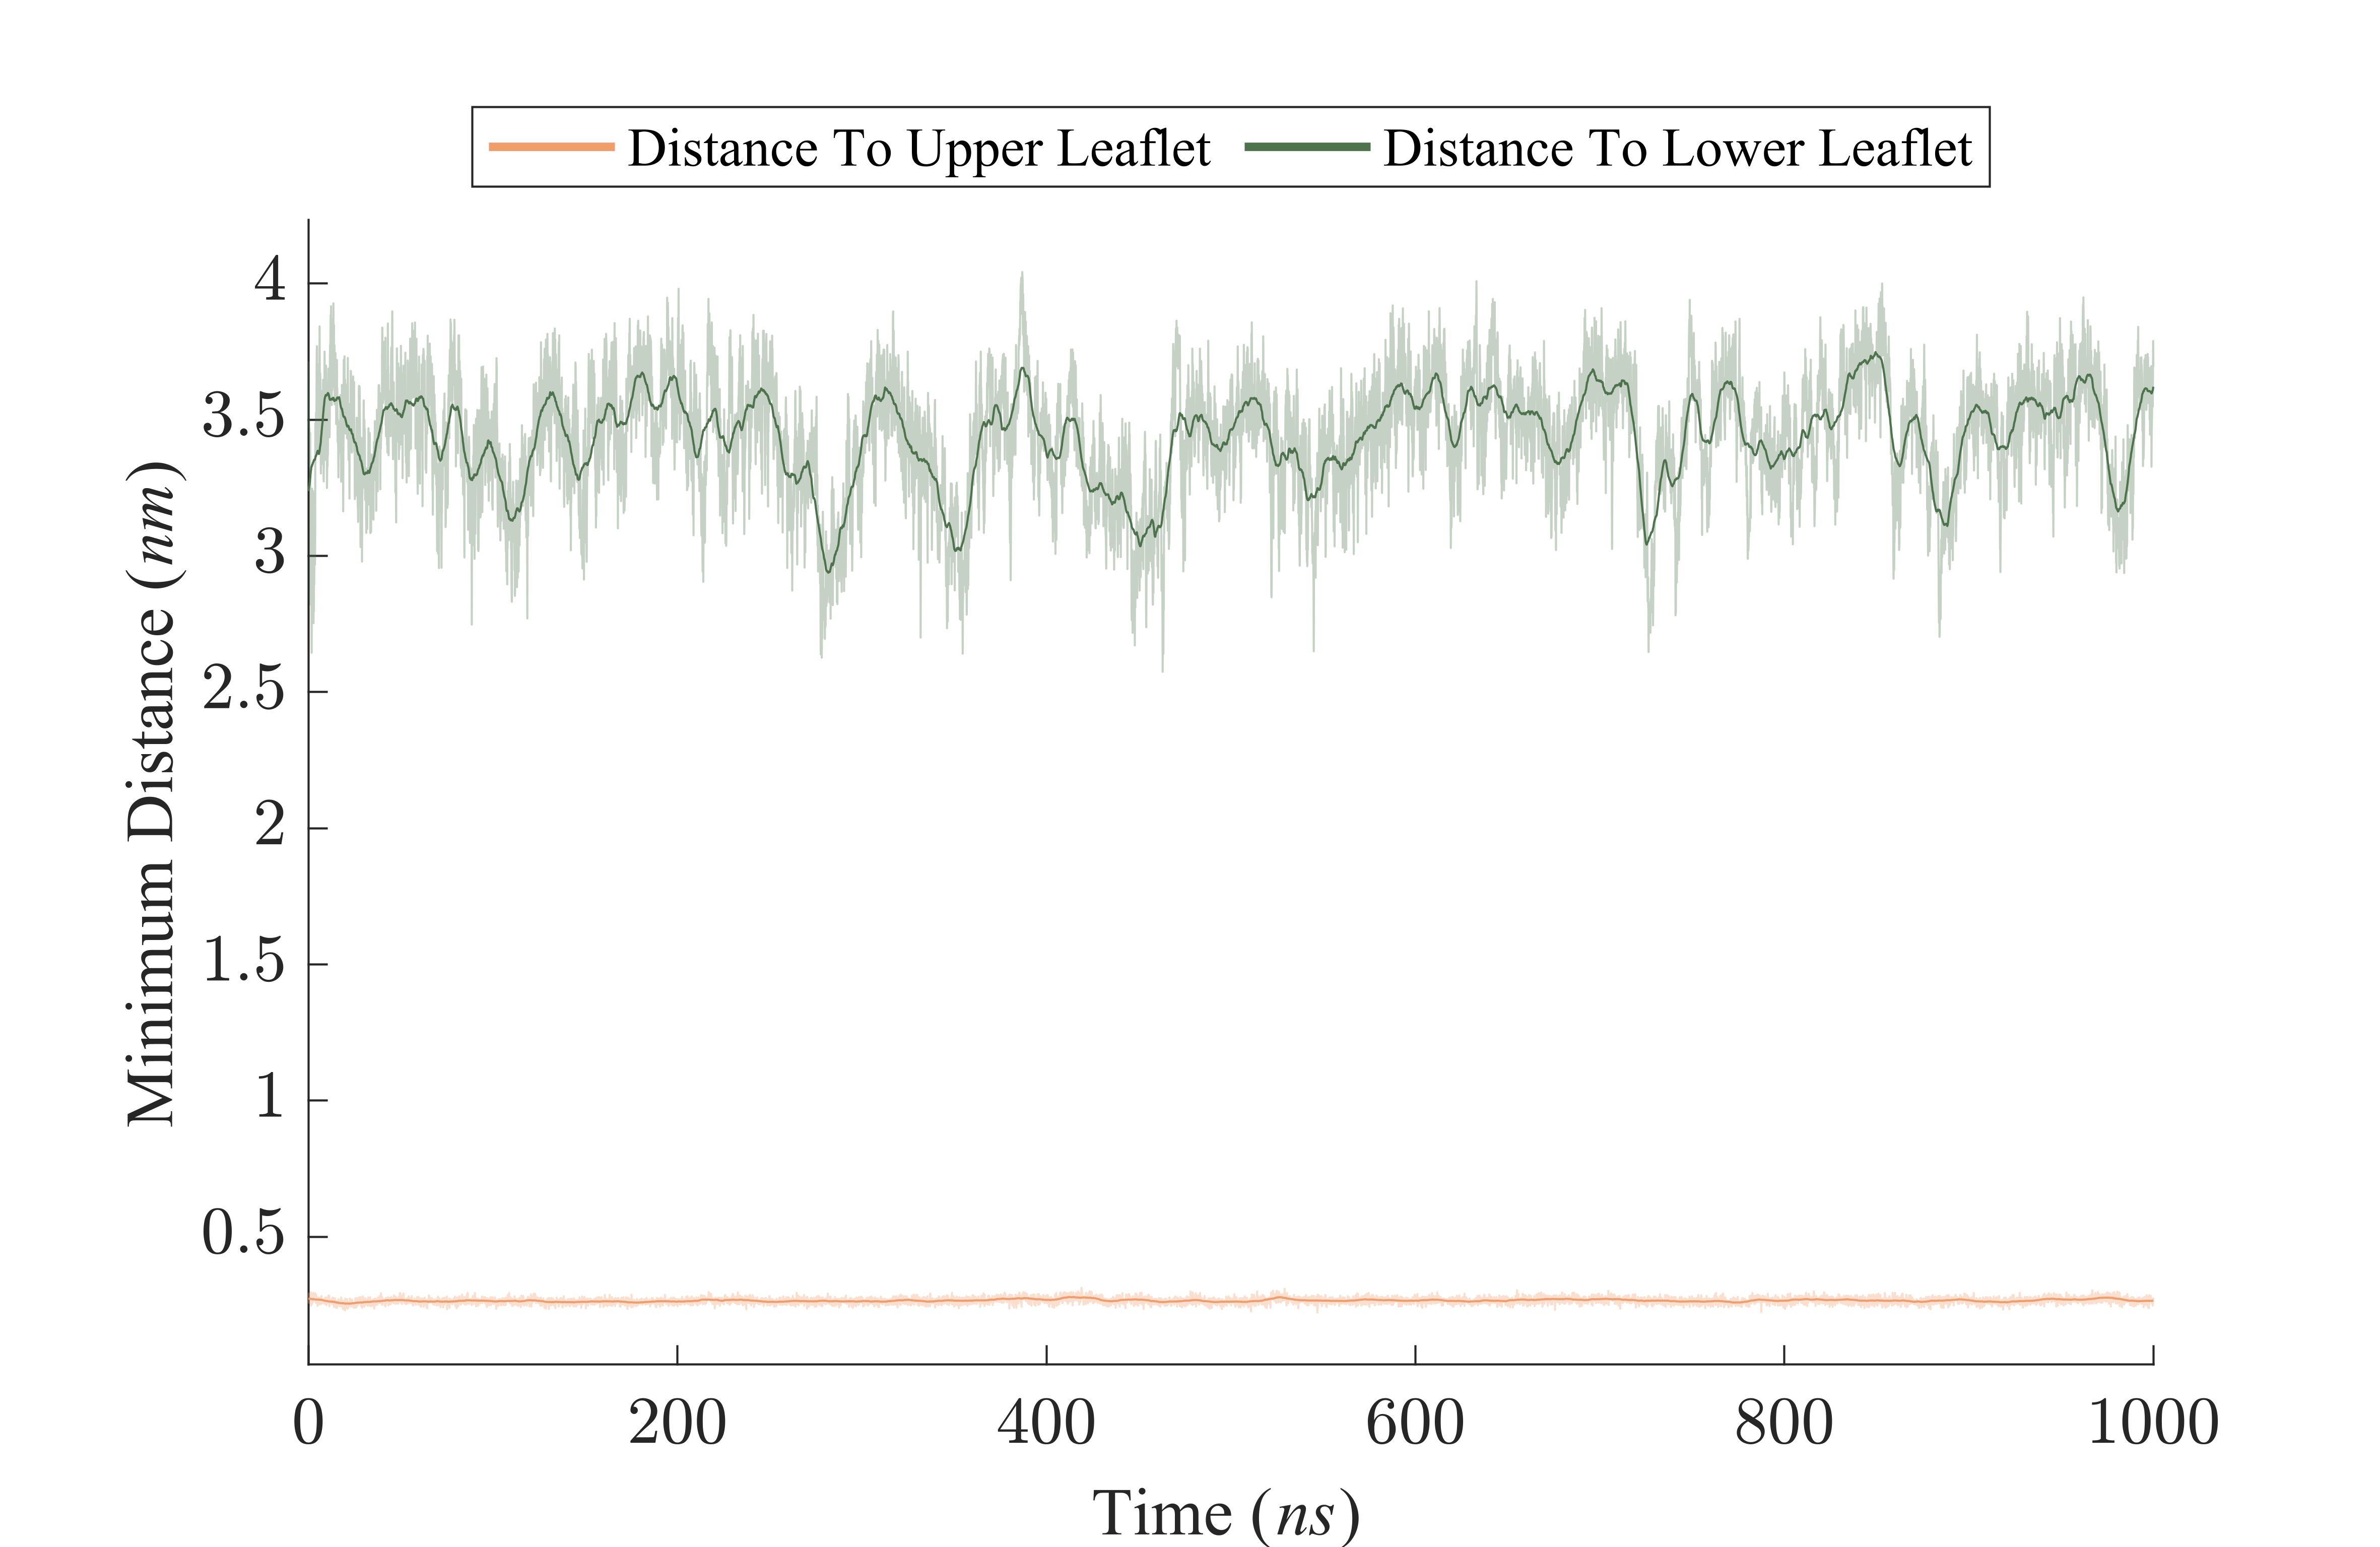 Distance To Upper Leaflet Distance To Lower Leaflet
4
3.5
3
2.5
2
1.5
1
0.5
Minimum Distance (nm)
0 200 400 600 800 1000
Time (ns)